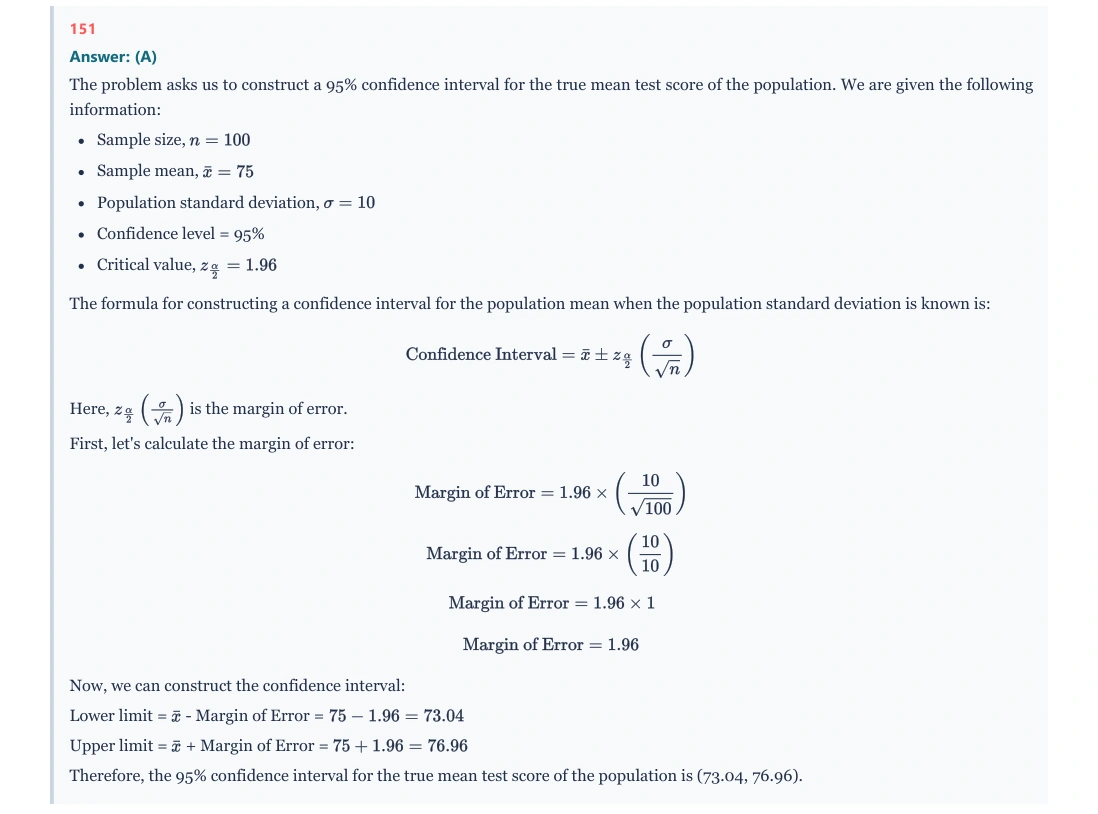 151
Answer: (A)
The problem asks us to construct a 95% confidence interval for the true mean test score of the population. We are given the following
information:
• Sample size, n = 100
• Sample mean, x̄ = 75
• Population standard deviation, σ = 10
• Confidence level = 95%
• Critical value, z_{α/2} = 1.96
The formula for constructing a confidence interval for the population mean when the population standard deviation is known is:
Confidence Interval = x̄ ± z_{α/2} (σ/√n)
Here, z_{α/2} (σ/√n) is the margin of error.
First, let's calculate the margin of error:
Margin of Error = 1.96 × (10/√100)
Margin of Error = 1.96 × (10/10)
Margin of Error = 1.96 × 1
Margin of Error = 1.96
Now, we can construct the confidence interval:
Lower limit = x̄ - Margin of Error = 75 − 1.96 = 73.04
Upper limit = x̄ + Margin of Error = 75 + 1.96 = 76.96
Therefore, the 95% confidence interval for the true mean test score of the population is (73.04, 76.96).